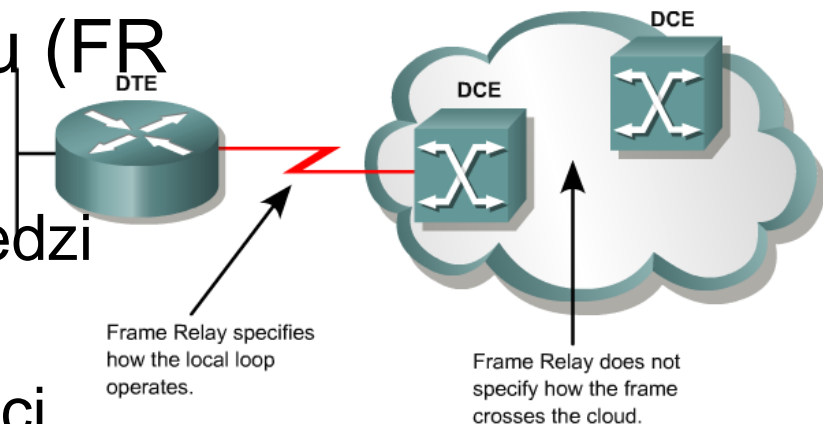 u (FR
DTE
DCE
DCE
edzi
Frame Relay specifies
how the local loop
operates.
Frame Relay does not
specify how the frame
crosses the cloud.
ci